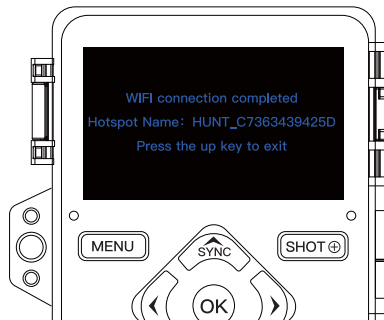 WIFI connection completed
Hotspot Name: HUNT_C7363439425D
Press the up key to exit
MENU
SYNC
SHOT
OK